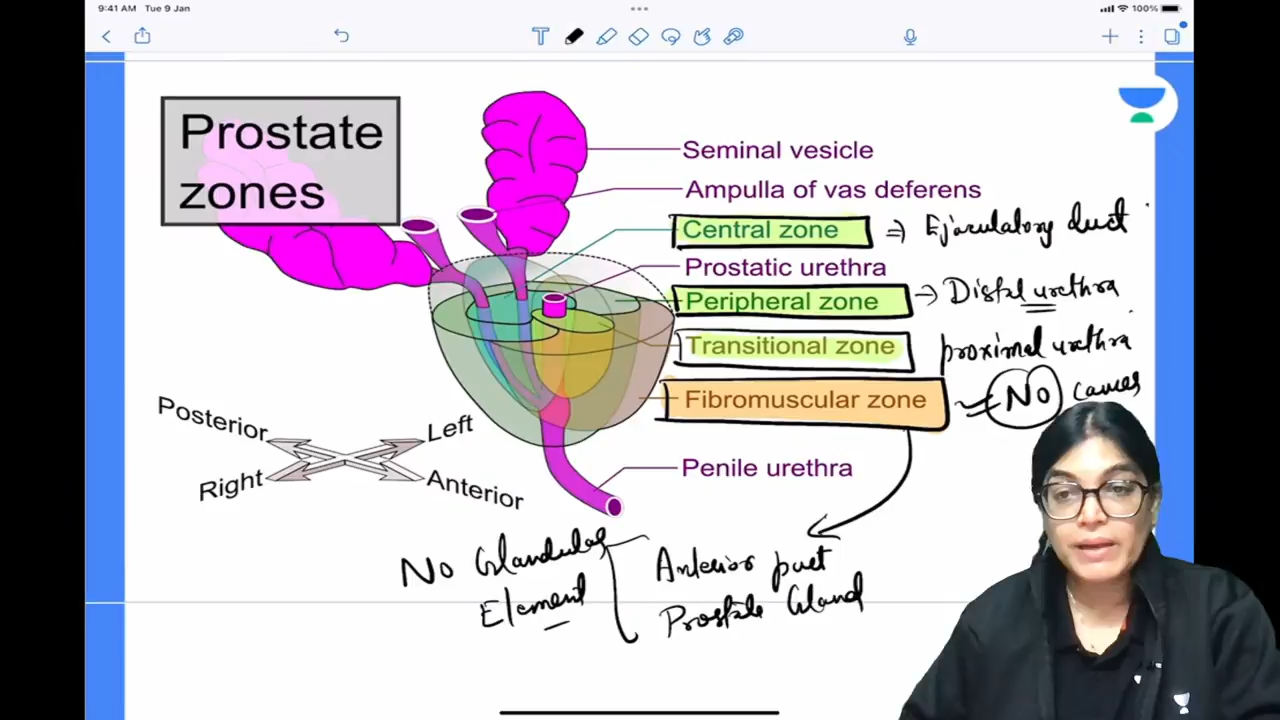 9:41 AM Tue 9 Jan
100%
T
Prostate
zones
Seminal vesicle
Ampulla of vas deferens
Central zone ⇒ Ejaculatory duct
Prostatic urethra
Peripheral zone → Distal urethra
Transitional zone proximal urethra
Fibromuscular zone No cancer
Penile urethra
Posterior
Left
Right
Anterior
No Glandular
Element
Anterior part
Prostate Gland